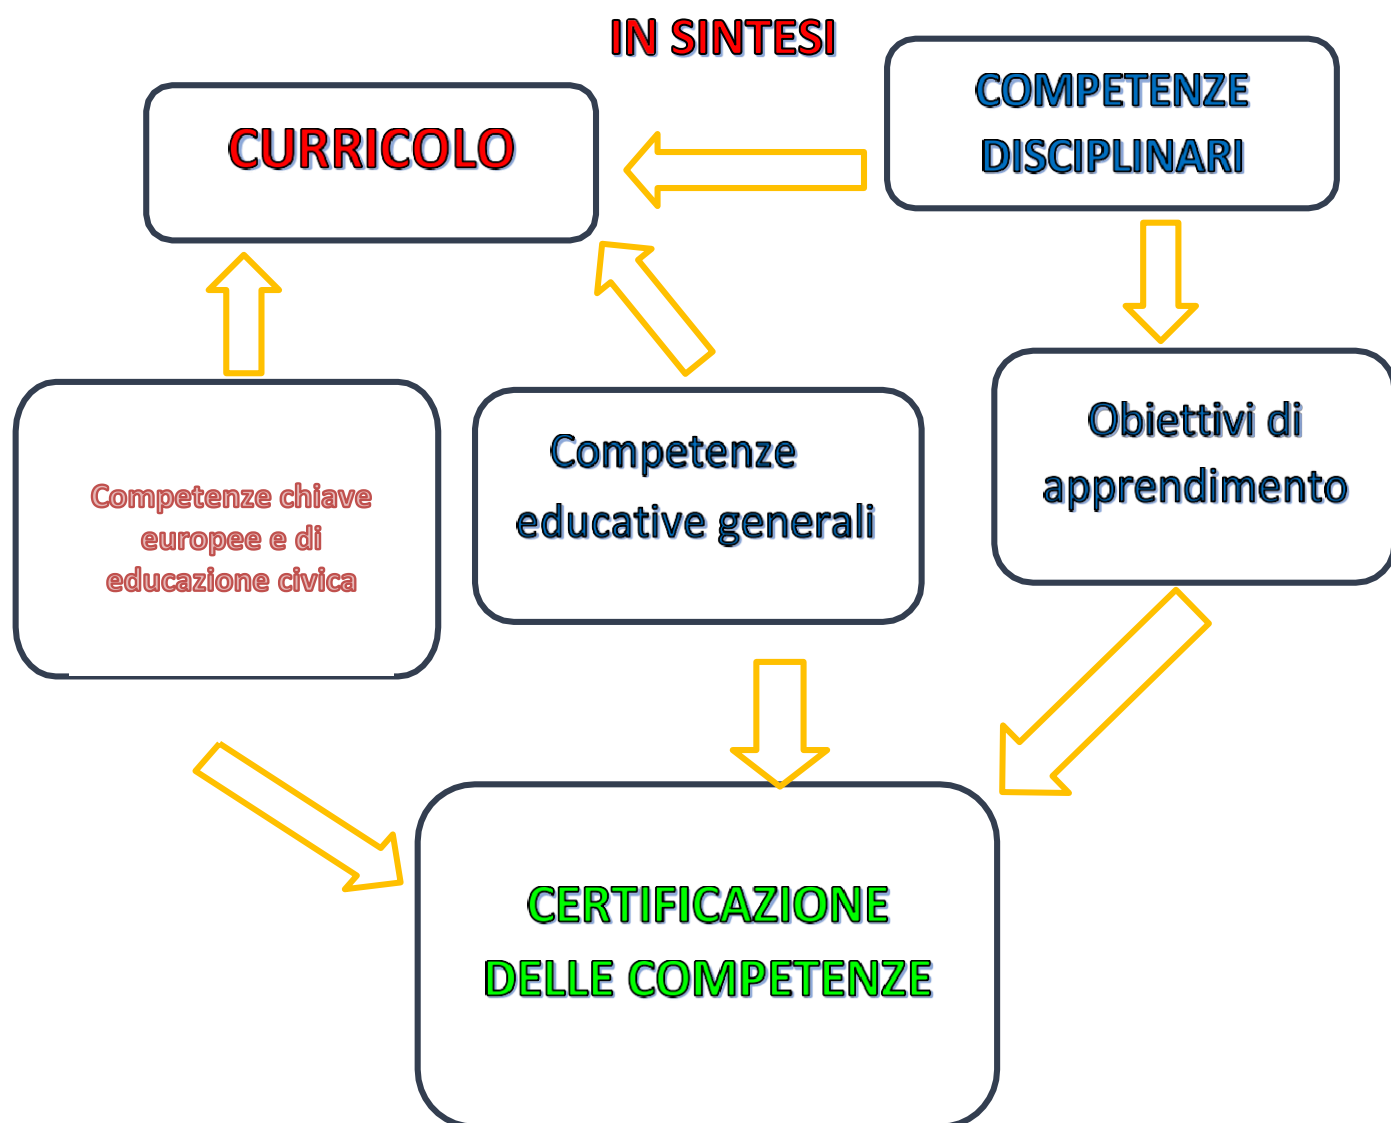 IN SINTESI
CURRICOLO
COMPETENZE
DISCIPLINARI
Competenze chiave
europee e di
educazione civica
Competenze
educative generali
Obiettivi di
apprendimento
CERTIFICAZIONE
DELLE COMPETENZE